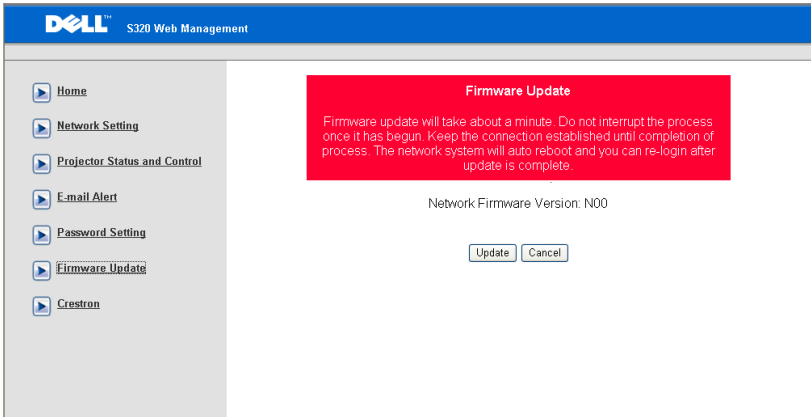 DELL™ S320 Web Management
Home
Network Setting
Projector Status and Control
E-mail Alert
Password Setting
Firmware Update
Crestron
Firmware Update
Firmware update will take about a minute. Do not interrupt the process
once it has begun. Keep the connection established until completion of
process. The network system will auto reboot and you can re-login after
update is complete.
Network Firmware Version: N00
Update Cancel